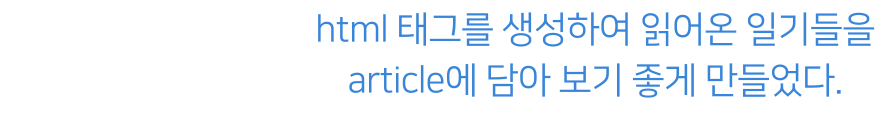 html 태그를 생성하여 읽어온 일기들을
article에 담아 보기 좋게 만들었다.